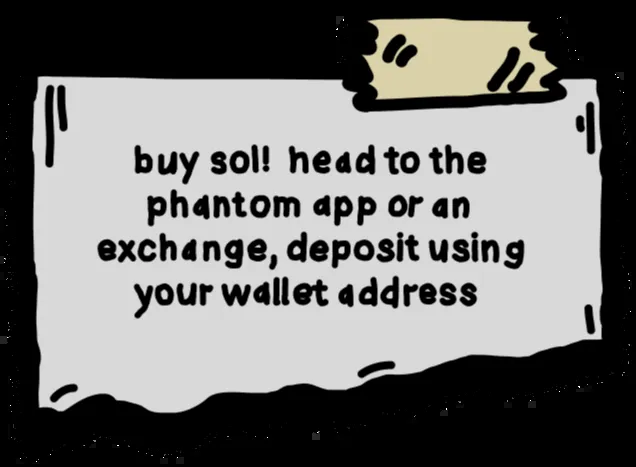 buy sol! head to the
phantom app or an
exchange, deposit using
your wallet address